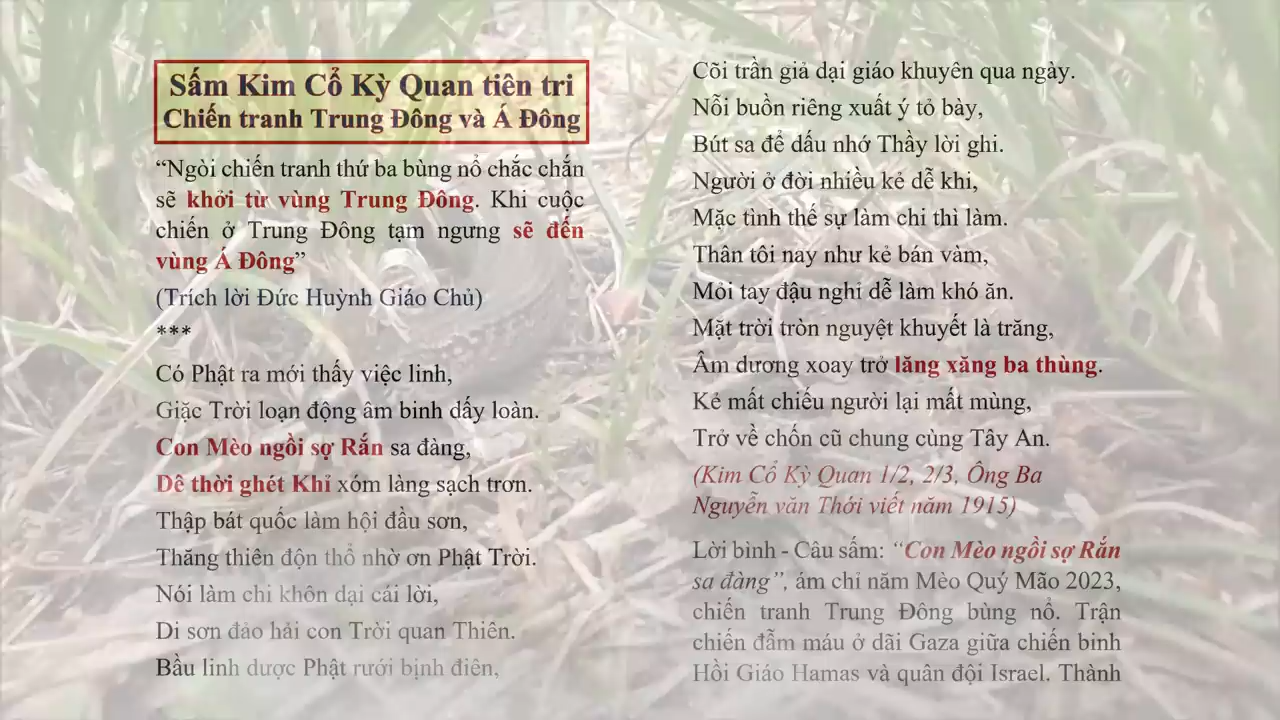 Sấm Kim Cổ Kỳ Quan tiên tri
Chiến tranh Trung Đông và Á Đông
“Ngòi chiến tranh thứ ba bùng nổ chắc chắn
sẽ khởi từ vùng Trung Đông. Khi cuộc
chiến ở Trung Đông tạm ngưng sẽ đến
vùng Á Đông”
(Trích lời Đức Huỳnh Giáo Chủ)
***
Có Phật ra mới thấy việc linh,
Giặc Trời loạn động âm binh dấy loàn.
Con Mèo ngồi sợ Rắn sa đàng,
Dê thời ghét Khỉ xóm làng sạch trơn.
Thập bát quốc làm hội đầu sơn,
Thăng thiên độn thổ nhờ ơn Phật Trời.
Nói làm chi khôn dại cái lời,
Di sơn đảo hải con Trời quan Thiên.
Bầu linh dược Phật rưới bịnh điên,
Cõi trần giả dại giáo khuyên qua ngày.
Nỗi buồn riêng xuất ý tỏ bày,
Bút sa để dấu nhớ Thầy lời ghi.
Người ở đời nhiều kẻ dễ khi,
Mặc tình thế sự làm chi thì làm.
Thân tôi nay như kẻ bán vàm,
Mỏi tay đậu nghỉ dễ làm khó ăn.
Mặt trời tròn nguyệt khuyết là trăng,
Âm dương xoay trở lăng xăng ba thùng.
Kẻ mất chiếu người lại mất mùng,
Trở về chốn cũ chung cùng Tây An.
(Kim Cổ Kỳ Quan 1/2, 2/3, Ông Ba
Nguyễn văn Thới viết năm 1915)
Lời bình - Câu sấm: “Con Mèo ngồi sợ Rắn
sa đàng”, ám chỉ năm Mèo Quý Mão 2023,
chiến tranh Trung Đông bùng nổ. Trận
chiến đẫm máu ở dãi Gaza giữa chiến binh
Hồi Giáo Hamas và quân đội Israel. Thành